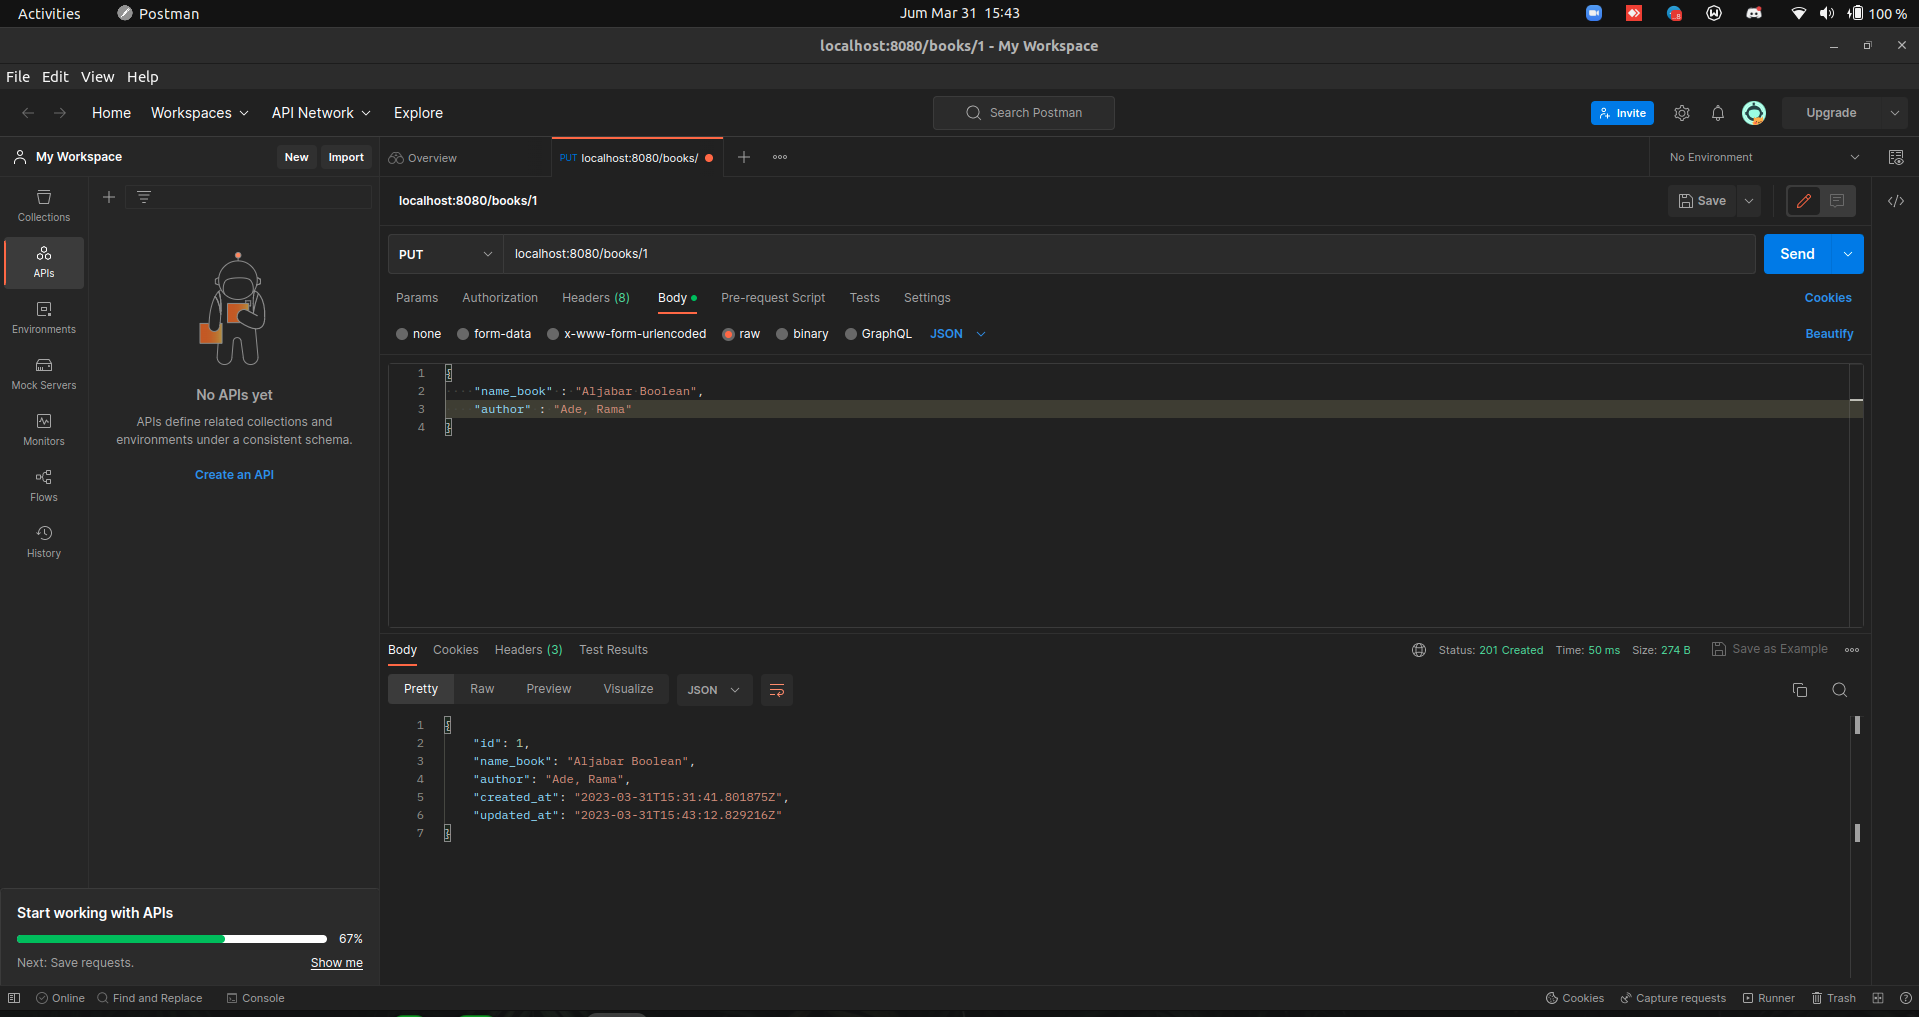 Activities Postman Jum Mar 31 15:43 100 %
localhost:8080/books/1 - My Workspace
File Edit View Help
Home Workspaces API Network Explore Search Postman Invite Upgrade
My Workspace New Import Overview PUT localhost:8080/books/ No Environment
Collections
APIs
Environments
Mock Servers
Monitors
Flows
History
No APIs yet
APIs define related collections and
environments under a consistent schema.
Create an API
Start working with APIs
67%
Next: Save requests. Show me
localhost:8080/books/1 Save
PUT localhost:8080/books/1 Send
Params Authorization Headers (8) Body Pre-request Script Tests Settings Cookies
none form-data x-www-form-urlencoded raw binary GraphQL JSON Beautify
1 {
2 "name_book" : "Aljabar Boolean",
3 "author" : "Ade, Rama"
4 }
Body Cookies Headers (3) Test Results Status: 201 Created Time: 50 ms Size: 274 B Save as Example
Pretty Raw Preview Visualize JSON
1 {
2 "id": 1,
3 "name_book": "Aljabar Boolean",
4 "author": "Ade, Rama",
5 "created_at": "2023-03-31T15:31:41.801875Z",
6 "updated_at": "2023-03-31T15:43:12.829216Z"
7 }
Online Find and Replace Console Cookies Capture requests Runner Trash